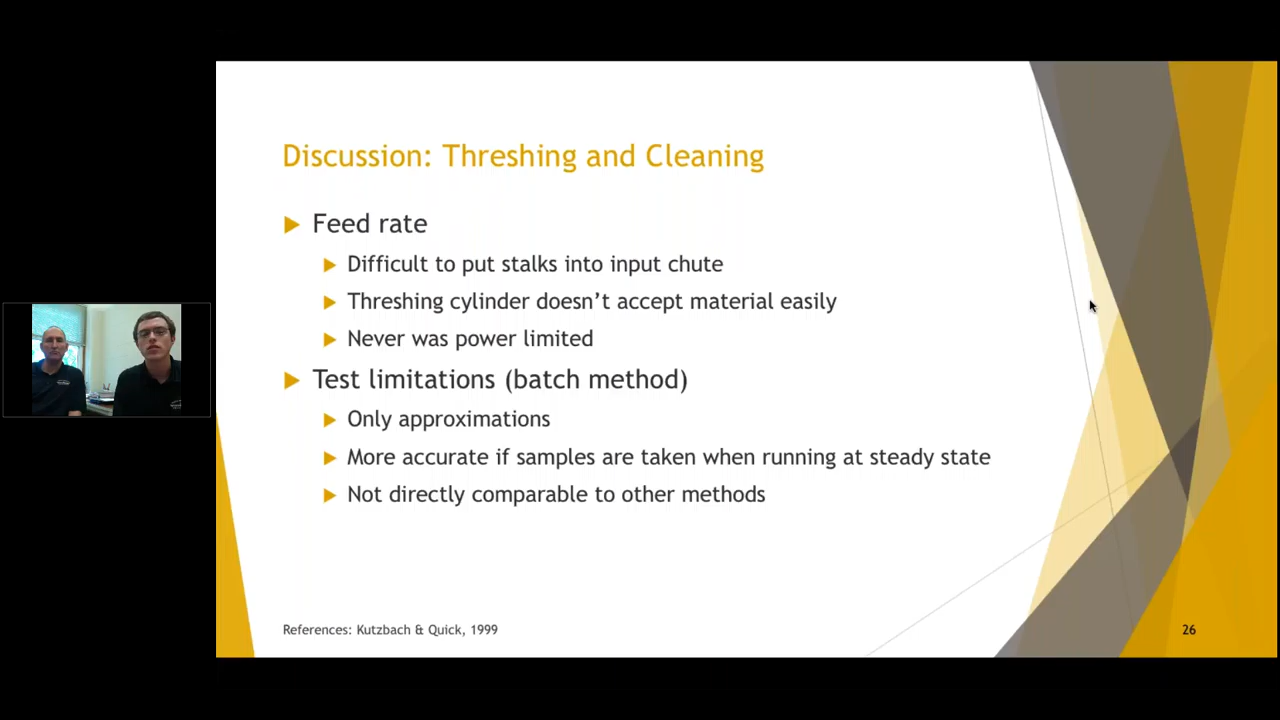 Discussion: Threshing and Cleaning
Feed rate
Difficult to put stalks into input chute
Threshing cylinder doesn’t accept material easily
Never was power limited
Test limitations (batch method)
Only approximations
More accurate if samples are taken when running at steady state
Not directly comparable to other methods
References: Kutzbach & Quick, 1999
26